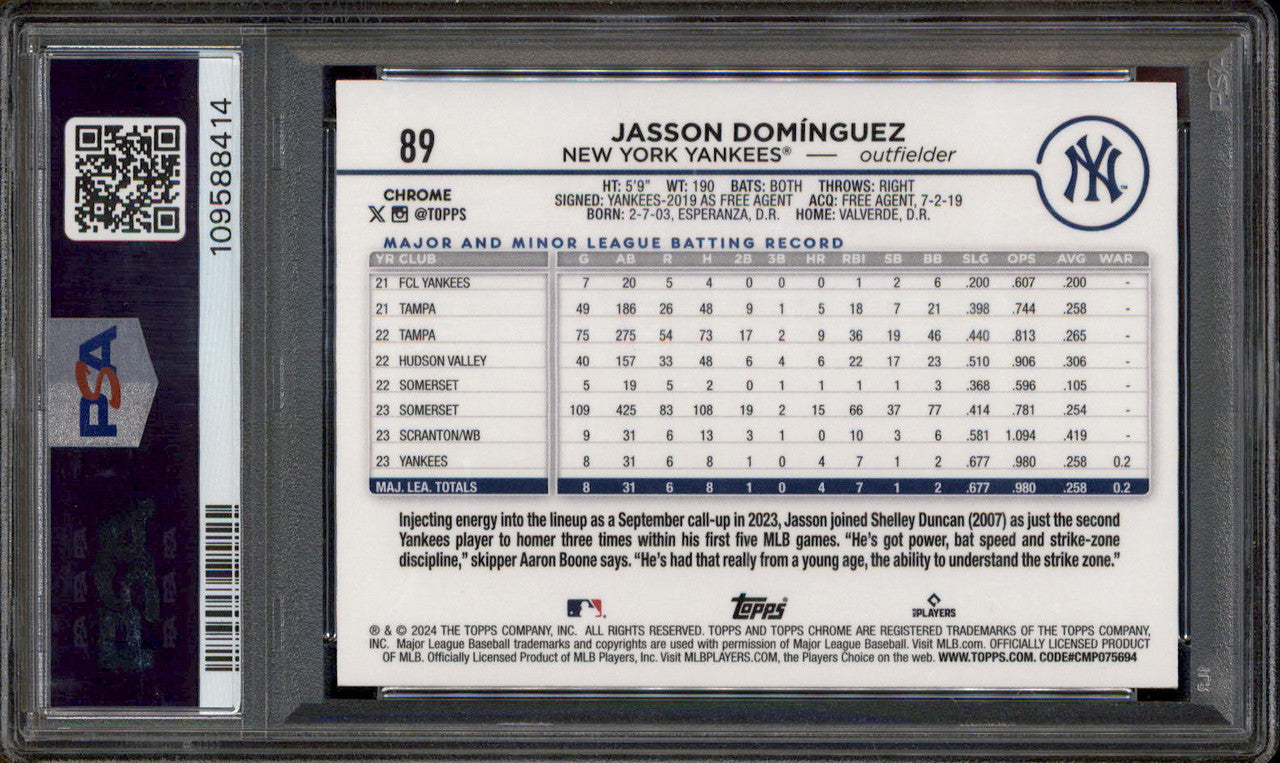 109588414
PSA
89
JASSON DOMÍNGUEZ
NEW YORK YANKEES® — outfielder
NY
CHROME
@TOPPS
HT: 5'9" WT: 190 BATS: BOTH THROWS: RIGHT
SIGNED: YANKEES-2019 AS FREE AGENT ACQ: FREE AGENT, 7-2-19
BORN: 2-7-03, ESPERANZA, D.R. HOME: VALVERDE, D.R.
MAJOR AND MINOR LEAGUE BATTING RECORD
YR CLUB G AB R H 2B 3B HR RBI SB BB SLG OPS AVG WAR
21 FCL YANKEES 7 20 5 4 0 0 0 1 2 6 .200 .607 .200 -
21 TAMPA 49 186 26 48 9 1 5 18 7 21 .398 .744 .258 -
22 TAMPA 75 275 54 73 17 2 9 36 19 46 .440 .813 .265 -
22 HUDSON VALLEY 40 157 33 48 6 4 6 22 17 23 .510 .906 .306 -
22 SOMERSET 5 19 5 2 0 1 1 1 1 3 .368 .596 .105 -
23 SOMERSET 109 425 83 108 19 2 15 66 37 77 .414 .781 .254 -
23 SCRANTON/WB 9 31 6 13 3 1 0 10 3 6 .581 1.094 .419 -
23 YANKEES 8 31 6 8 1 0 4 7 1 2 .677 .980 .258 0.2
MAJ. LEA. TOTALS 8 31 6 8 1 0 4 7 1 2 .677 .980 .258 0.2
Injecting energy into the lineup as a September call-up in 2023, Jasson joined Shelley Duncan (2007) as just the second
Yankees player to homer three times within his first five MLB games. “He's got power, bat speed and strike-zone
discipline,” skipper Aaron Boone says. “He's had that really from a young age, the ability to understand the strike zone.”
Topps
PLAYERS
® & © 2024 THE TOPPS COMPANY, INC. ALL RIGHTS RESERVED. TOPPS AND TOPPS CHROME ARE REGISTERED TRADEMARKS OF THE TOPPS COMPANY,
INC. Major League Baseball trademarks and copyrights are used with permission of Major League Baseball. Visit MLB.com. OFFICIALLY LICENSED PRODUCT
OF MLB. Officially Licensed Product of MLB Players, Inc. Visit MLBPLAYERS.COM, the Players Choice on the web. WWW.TOPPS.COM. CODE#CMP075694